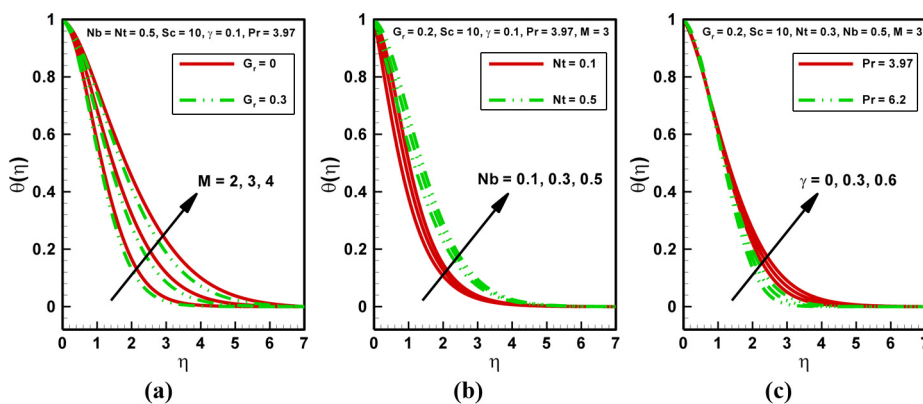 Nb = Nt = 0.5, Sc = 10, γ = 0.1, Pr = 3.97
G_r = 0
G_r = 0.3
M = 2, 3, 4
θ(η)
1
0.8
0.6
0.4
0.2
0
0 1 2 3 4 5 6 7
η
(a)
G_r = 0.2, Sc = 10, γ = 0.1, Pr = 3.97, M = 3
Nt = 0.1
Nt = 0.5
Nb = 0.1, 0.3, 0.5
θ(η)
1
0.8
0.6
0.4
0.2
0
0 1 2 3 4 5 6 7
η
(b)
G_r = 0.2, Sc = 10, Nt = 0.3, Nb = 0.5, M = 3
Pr = 3.97
Pr = 6.2
γ = 0, 0.3, 0.6
θ(η)
1
0.8
0.6
0.4
0.2
0
0 1 2 3 4 5 6 7
η
(c)